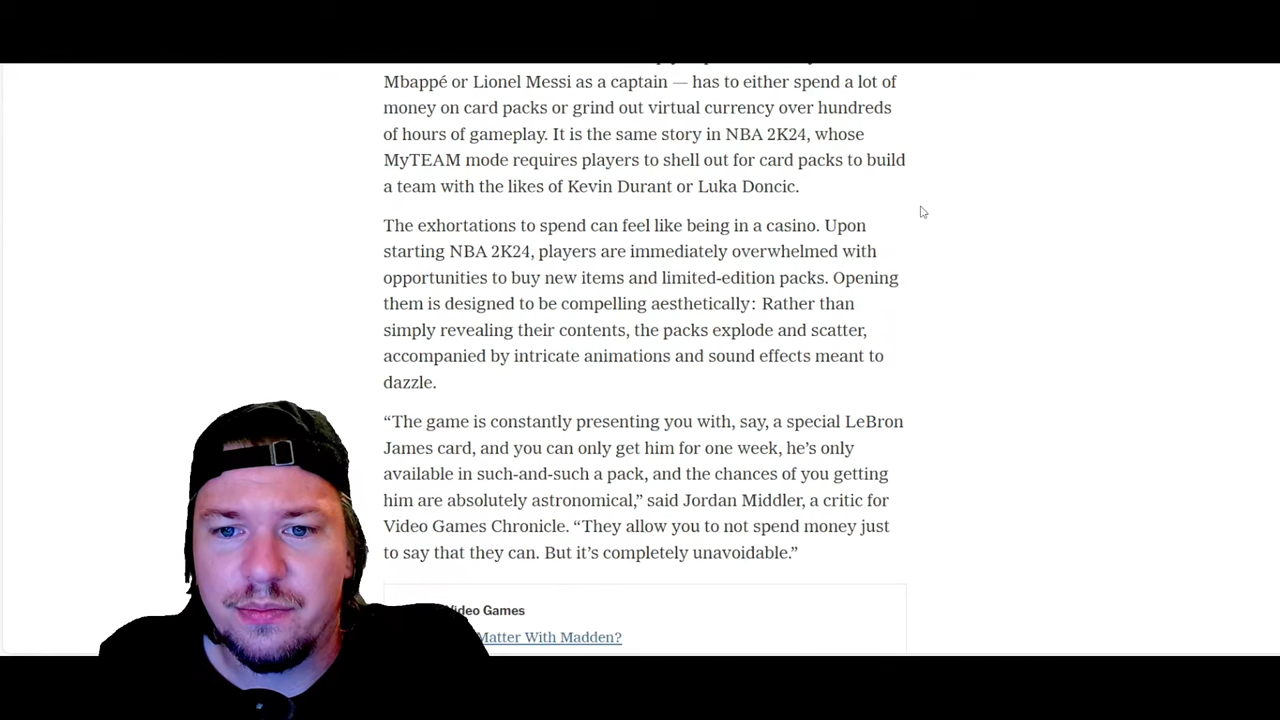 Mbappé or Lionel Messi as a captain — has to either spend a lot of
money on card packs or grind out virtual currency over hundreds
of hours of gameplay. It is the same story in NBA 2K24, whose
MyTEAM mode requires players to shell out for card packs to build
a team with the likes of Kevin Durant or Luka Doncic.
The exhortations to spend can feel like being in a casino. Upon
starting NBA 2K24, players are immediately overwhelmed with
opportunities to buy new items and limited-edition packs. Opening
them is designed to be compelling aesthetically: Rather than
simply revealing their contents, the packs explode and scatter,
accompanied by intricate animations and sound effects meant to
dazzle.
“The game is constantly presenting you with, say, a special LeBron
James card, and you can only get him for one week, he’s only
available in such-and-such a pack, and the chances of you getting
him are absolutely astronomical,” said Jordan Middler, a critic for
Video Games Chronicle. “They allow you to not spend money just
to say that they can. But it’s completely unavoidable.”
Video Games
Matter With Madden?